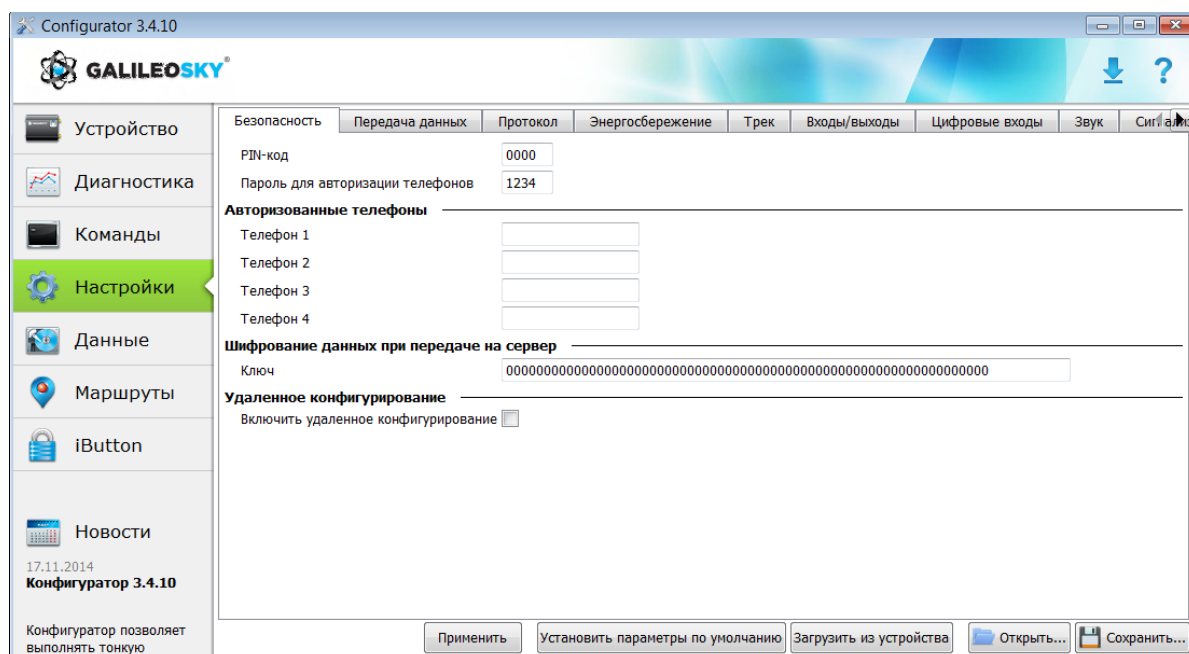 Configurator 3.4.10
GALILEOSKY®
?
Устройство
Диагностика
Команды
Настройки
Данные
Маршруты
iButton
Новости
17.11.2014
Конфигуратор 3.4.10
Конфигуратор позволяет
выполнять тонкую
Безопасность Передача данных Протокол Энергосбережение Трек Входы/выходы Цифровые входы Звук
PIN-код 0000
Пароль для авторизации телефонов 1234
Авторизованные телефоны
Телефон 1
Телефон 2
Телефон 3
Телефон 4
Шифрование данных при передаче на сервер
Ключ 0000000000000000000000000000000000000000000000000000000000000000
Удаленное конфигурирование
Включить удаленное конфигурирование
Применить Установить параметры по умолчанию Загрузить из устройства Открыть... Сохранить...